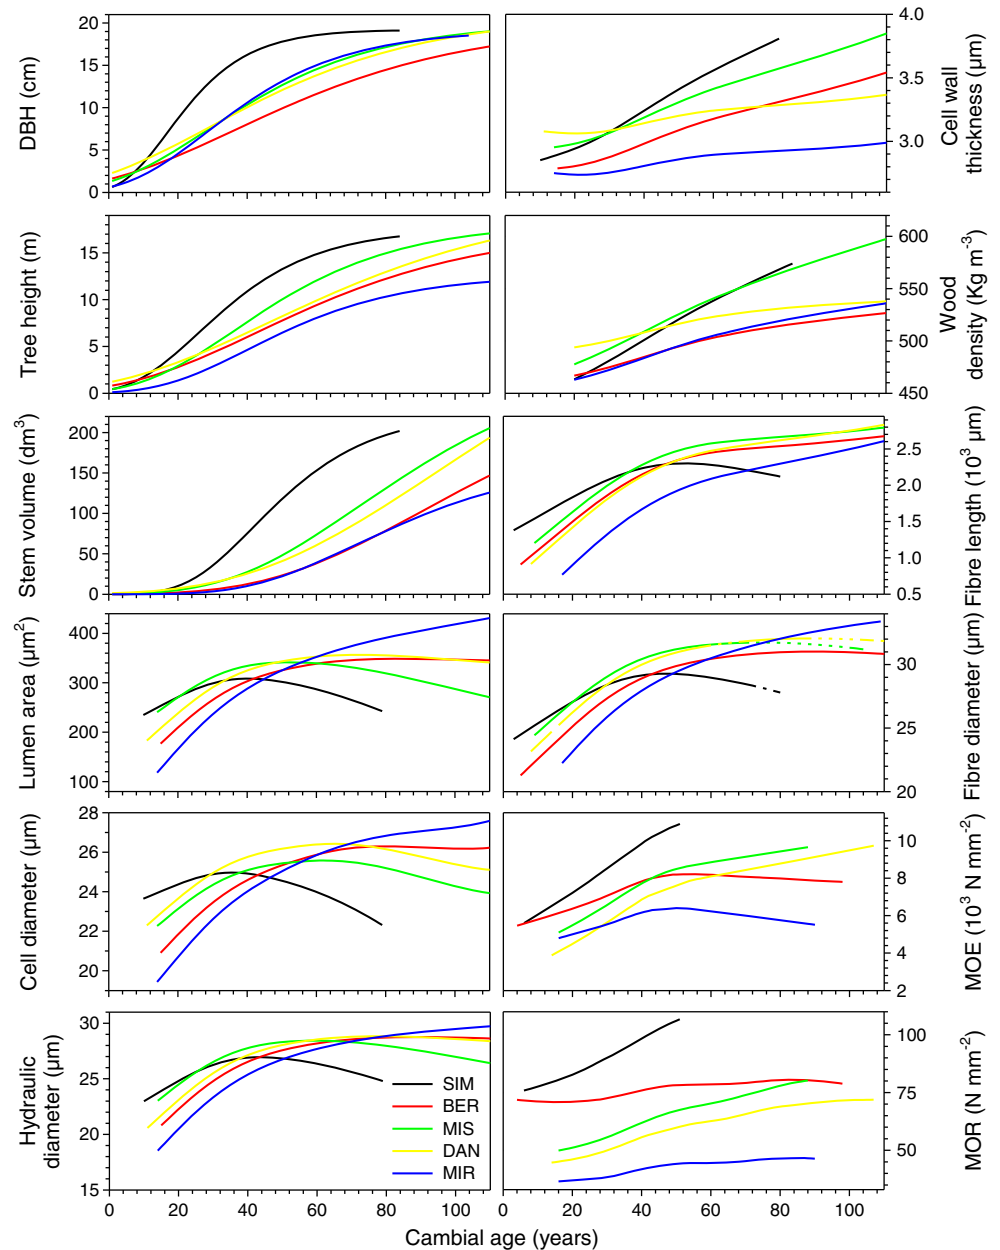 20
15
10
5
0
DBH (cm)
4.0
3.5
3.0
Cell wall
thickness (µm)
15
10
5
0
Tree height (m)
600
550
500
450
Wood
density (Kg m-3)
200
150
100
50
0
Stem volume (dm3)
2.5
2.0
1.5
1.0
0.5
Fibre length (103 µm)
400
300
200
100
Lumen area (µm2)
30
25
20
Fibre diameter (µm)
28
26
24
22
20
Cell diameter (µm)
10
8
6
4
2
MOE (103 N mm-2)
30
25
20
15
Hydraulic
diameter (µm)
SIM
BER
MIS
DAN
MIR
100
75
50
MOR (N mm-2)
0 20 40 60 80 100
0 20 40 60 80 100
Cambial age (years)